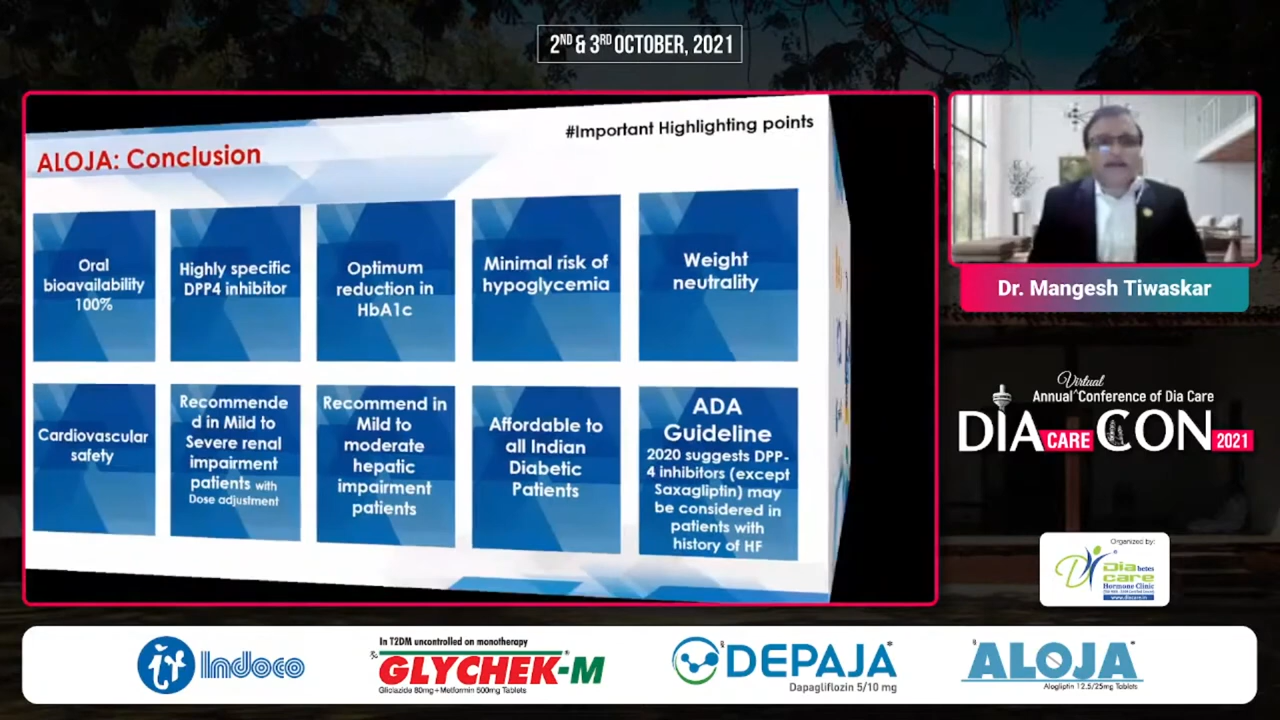 2ND & 3RD OCTOBER, 2021
#Important Highlighting points
ALOJA: Conclusion
Oral
bioavailability
100%
Highly specific
DPP4 inhibitor
Optimum
reduction in
HbA1c
Minimal risk of
hypoglycemia
Weight
neutrality
Cardiovascular
safety
Recommende
d in Mild to
Severe renal
impairment
patients with
Dose adjustment
Recommend in
Mild to
moderate
hepatic
impairment
patients
Affordable to
all Indian
Diabetic
Patients
ADA
Guideline
2020 suggests DPP-
4 inhibitors (except
Saxagliptin) may
be considered in
patients with
history of HF
Dr. Mangesh Tiwaskar
Virtual
Annual ^ Conference of Dia Care
DIA CARE CON 2021
Organized by:
Diabetes
care
Hormone Clinic
www.diacare.in
Indoco
In T2DM uncontrolled on monotherapy
GLYCHEK-M
Gliclazide 80mg + Metformin 500mg Tablets
DEPAJA
Dapagliflozin 5/10 mg
ALOJA
Alogliptin 12.5/25mg Tablets